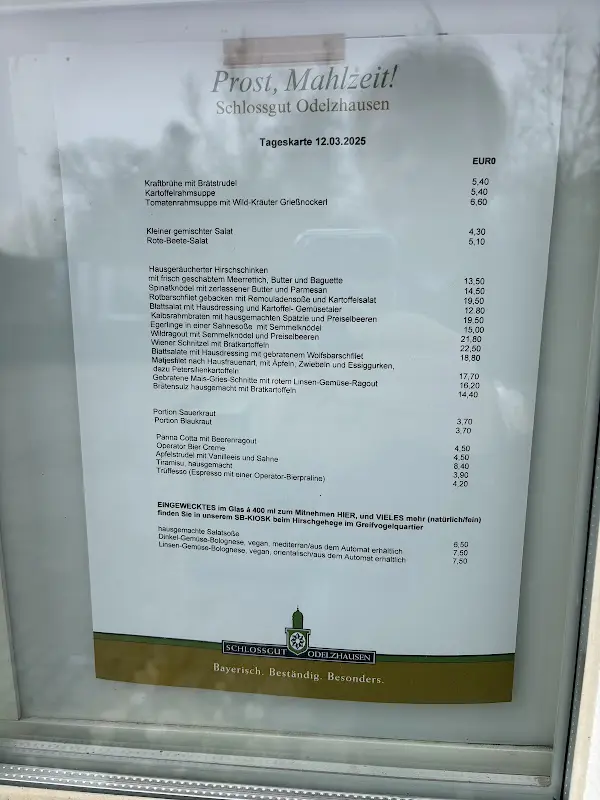 Prost, Mahlzeit!
Schlossgut Odelzhausen
Tageskarte 12.03.2025
EURO
Kraftbrühe mit Brätstrudel 5,40
Kartoffelrahmsuppe 5,40
Tomatenrahmsuppe mit Wild-Kräuter Grießnockerl 6,60
Kleiner gemischter Salat 4,30
Rote-Beete-Salat 5,10
Hausgeräucherter Hirschschinken
mit frisch geschabtem Meerrettich, Butter und Baguette 13,50
Spinatknödel mit zerlassener Butter und Parmesan 14,50
Rotbarschfilet gebacken mit Remouladensoße und Kartoffelsalat 19,50
Blattsalat mit Hausdressing und Kartoffel- Gemüsetaler 12,80
Kalbsrahmbraten mit hausgemachten Spätzle und Preiselbeeren 19,50
Egerlinge in einer Sahnesoße mit Semmelknödel 15,00
Wildragout mit Semmelknödel und Preiselbeeren 21,80
Wiener Schnitzel mit Bratkartoffeln 22,50
Blattsalate mit Hausdressing mit gebratenem Wolfsbarschfilet 18,80
Matjesfilet nach Hausfrauenart, mit Äpfeln, Zwiebeln und Essiggurken,
dazu Petersilienkartoffeln 17,70
Gebratene Mais-Gries-Schnitte mit rotem Linsen-Gemüse-Ragout 16,20
Bratensulz hausgemacht mit Bratkartoffeln 14,40
Portion Sauerkraut 3,70
Portion Blaukraut 3,70
Panna Cotta mit Beerenragout 4,50
Operator Bier Creme 4,50
Apfelstrudel mit Vanilleeis und Sahne 8,40
Tiramisu, hausgemacht 3,90
Trüffesso (Espresso mit einer Operator-Bierpraline) 4,20
EINGEWECKTES im Glas à 400 ml zum Mitnehmen HIER, und VIELES mehr (natürlich/fein)
finden Sie in unserem SB-KIOSK beim Hirschgehege im Greifvogelquartier
hausgemachte Salatsoße 6,50
Dinkel-Gemüse-Bolognese, vegan, mediterran/aus dem Automat erhältlich 7,50
Linsen-Gemüse-Bolognese, vegan, orientalisch/aus dem Automat erhältlich 7,50
SCHLOSSGUT ODELZHAUSEN
Bayerisch. Beständig. Besonders.